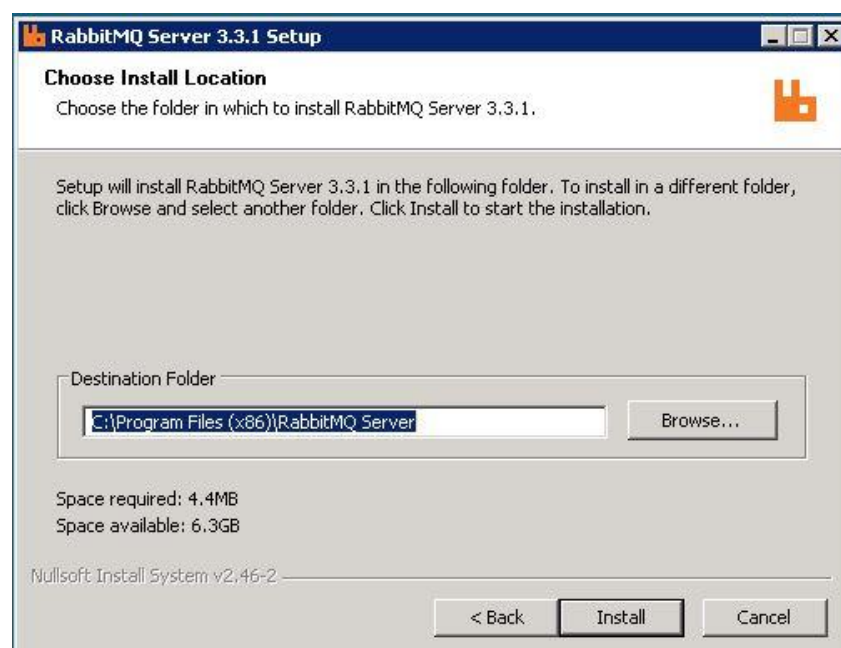 RabbitMQ Server 3.3.1 Setup
Choose Install Location
Choose the folder in which to install RabbitMQ Server 3.3.1.
Setup will install RabbitMQ Server 3.3.1 in the following folder. To install in a different folder,
click Browse and select another folder. Click Install to start the installation.
Destination Folder
C:\Program Files (x86)\RabbitMQ Server
Browse...
Space required: 4.4MB
Space available: 6.3GB
Nullsoft Install System v2.46-2
< Back
Install
Cancel